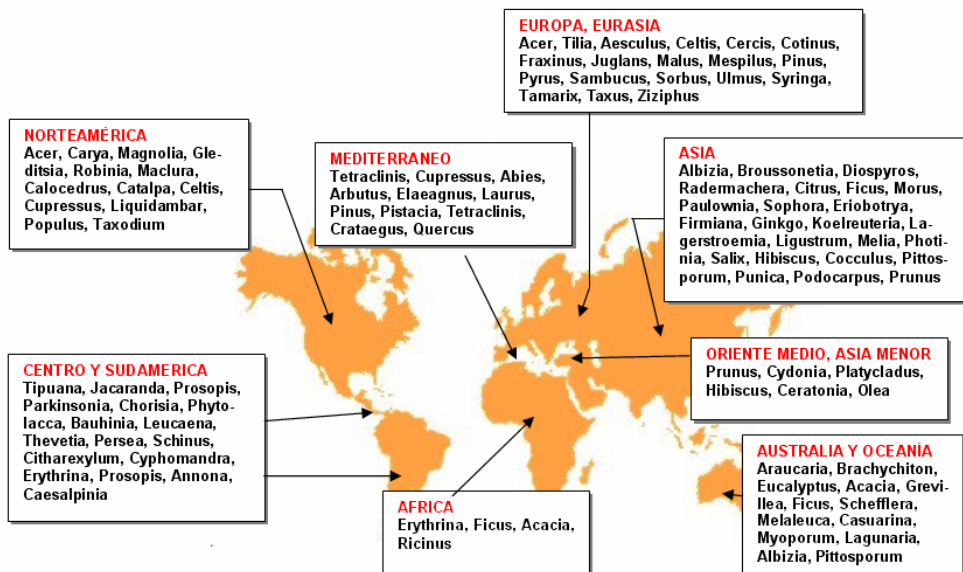 EUROPA, EURASIA
Acer, Tilia, Aesculus, Celtis, Cercis, Cotinus,
Fraxinus, Juglans, Malus, Mespilus, Pinus,
Pyrus, Sambucus, Sorbus, Ulmus, Syringa,
Tamarix, Taxus, Ziziphus
NORTEAMÉRICA
Acer, Carya, Magnolia, Gle-
ditsia, Robinia, Maclura,
Calocedrus, Catalpa, Celtis,
Cupressus, Liquidambar,
Populus, Taxodium
MEDITERRANEO
Tetraclinis, Cupressus, Abies,
Arbutus, Elaeagnus, Laurus,
Pinus, Pistacia, Tetraclinis,
Crataegus, Quercus
ASIA
Albizia, Broussonetia, Diospyros,
Radermachera, Citrus, Ficus, Morus,
Paulownia, Sophora, Eriobotrya,
Firmiana, Ginkgo, Koelreuteria, La-
gerstroemia, Ligustrum, Melia, Photi-
nia, Salix, Hibiscus, Cocculus, Pittos-
porum, Punica, Podocarpus, Prunus
ORIENTE MEDIO, ASIA MENOR
Prunus, Cydonia, Platycladus,
Hibiscus, Ceratonia, Olea
CENTRO Y SUDAMERICA
Tipuana, Jacaranda, Prosopis,
Parkinsonia, Chorisia, Phyto-
lacca, Bauhinia, Leucaena,
Thevetia, Persea, Schinus,
Citharexylum, Cyphomandra,
Erythrina, Prosopis, Annona,
Caesalpinia
AFRICA
Erythrina, Ficus, Acacia,
Ricinus
AUSTRALIA Y OCEANÍA
Araucaria, Brachychiton,
Eucalyptus, Acacia, Grevi-
llea, Ficus, Schefflera,
Melaleuca, Casuarina,
Myoporum, Lagunaria,
Albizia, Pittosporum